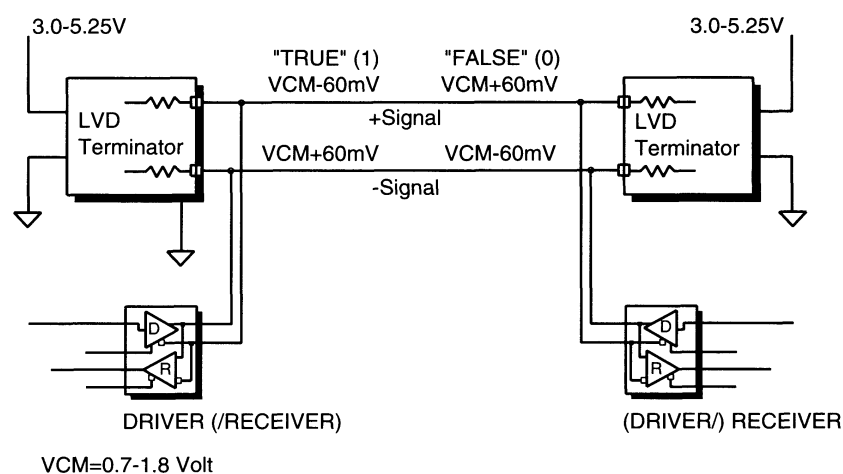 3.0-5.25V
3.0-5.25V
"TRUE" (1)
"FALSE" (0)
VCM-60mV
VCM+60mV
+Signal
LVD
Terminator
LVD
Terminator
VCM+60mV
VCM-60mV
-Signal
D
R
D
R
DRIVER (/RECEIVER)
(DRIVER/) RECEIVER
VCM=0.7-1.8 Volt